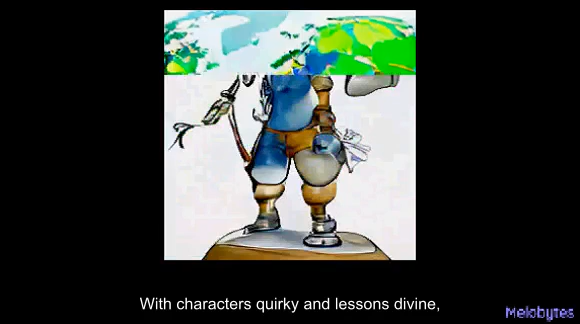 With characters quirky and lessons divine,
Melobytes